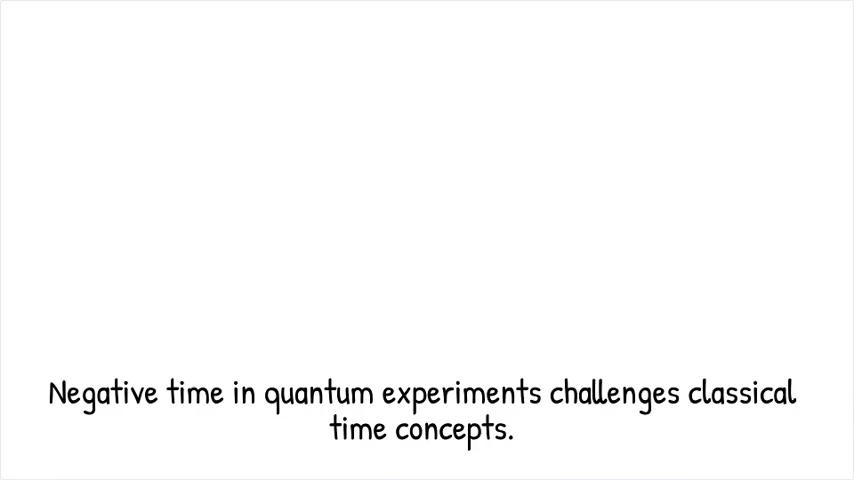 Negative time in quantum experiments challenges classical
time concepts.